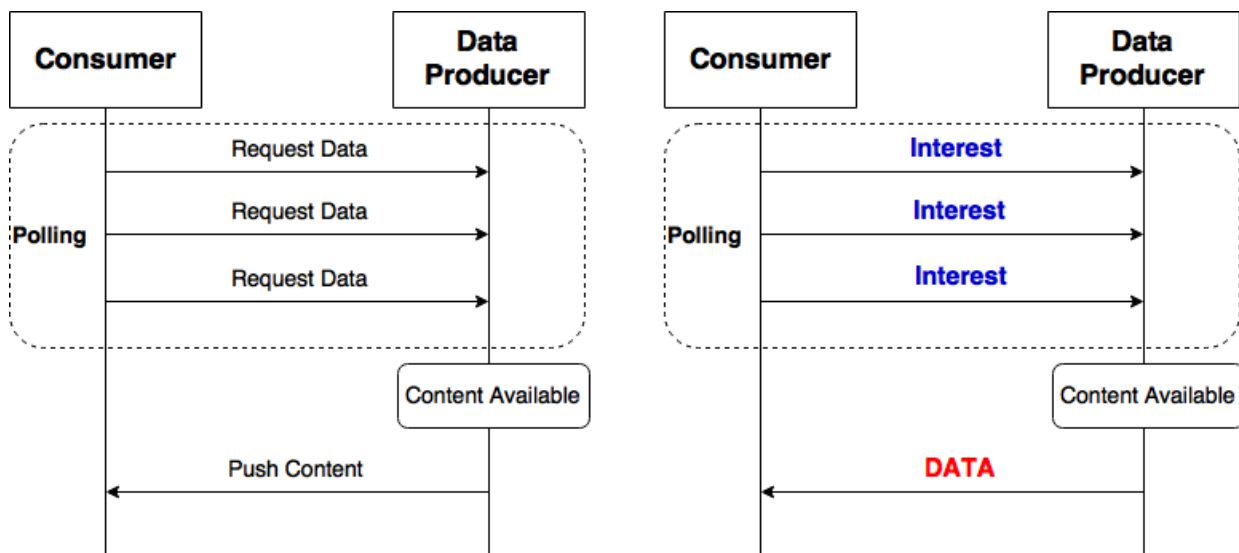 Consumer
Data
Producer
Request Data
Request Data
Polling
Request Data
Content Available
Push Content
Consumer
Data
Producer
Interest
Interest
Polling
Interest
Content Available
DATA